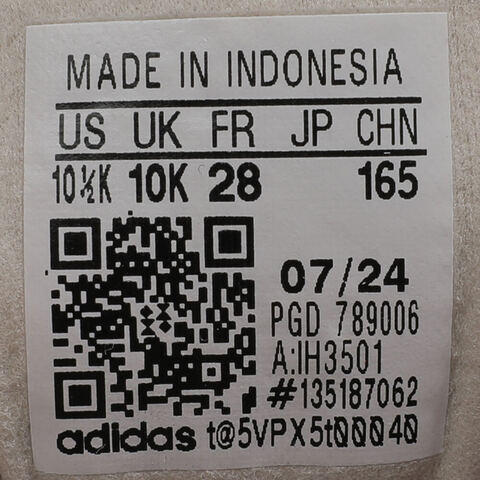 MADE IN INDONESIA
US UK FR JP CHN
10½K 10K 28 165
07/24
PGD 789006
A:IH3501
#135187062
adidas t@5VPX5t00040